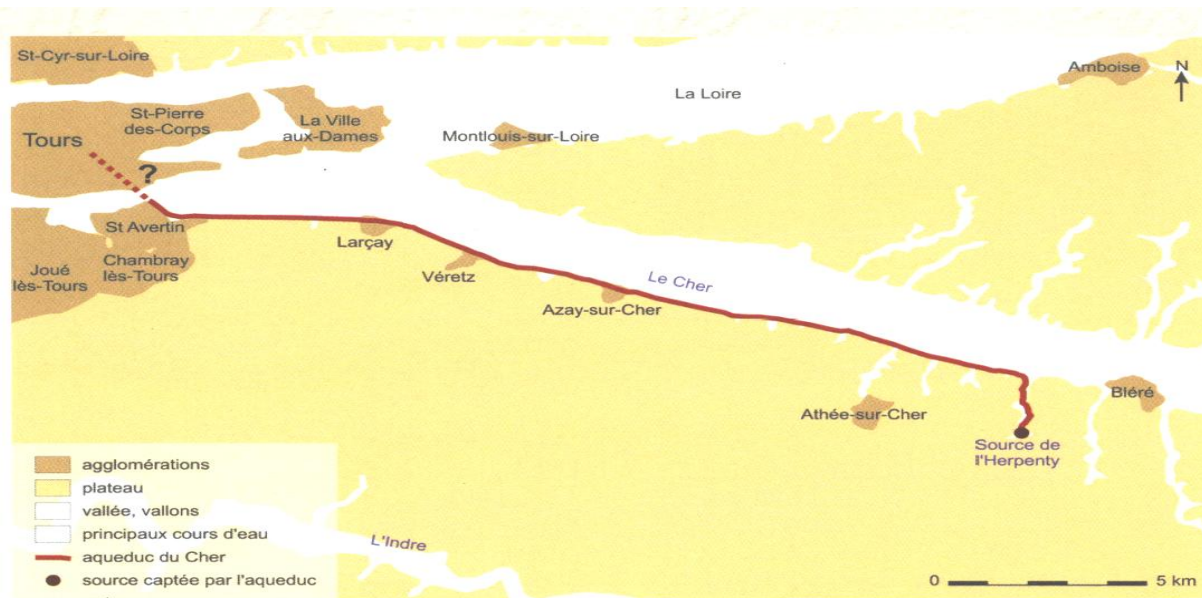 St-Cyr-sur-Loire
Amboise
N
La Loire
St-Pierre
des-Corps
La Ville
aux-Dames
Montlouis-sur-Loire
Tours
?
St Avertin
Larçay
Chambray
lès-Tours
Joué
lès-Tours
Véretz
Le Cher
Azay-sur-Cher
Bléré
Athée-sur-Cher
Source de
l'Herpenty
agglomérations
plateau
vallée, vallons
principaux cours d'eau
aqueduc du Cher
source captée par l'aqueduc
L'Indre
0 5 km